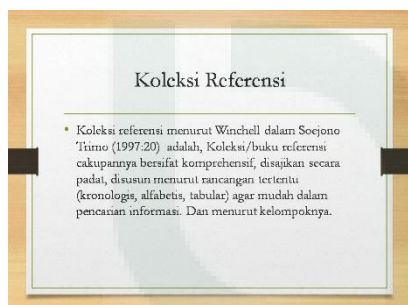 Koleksi Referensi
• Koleksi referensi menurut Winchell dalam Soejono
Trimo (1997:20) adalah, Koleksi/buku referensi
cakupannya bersifat komprehensif, disajikan secara
padat, disusun menurut rancangan tertentu
(kronologis, alfabetis, tabular) agar mudah dalam
pencarian informasi. Dan menurut kelompoknya.